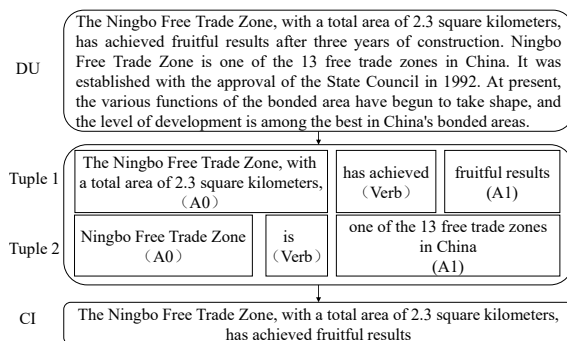 The Ningbo Free Trade Zone, with a total area of 2.3 square kilometers,
has achieved fruitful results after three years of construction. Ningbo
Free Trade Zone is one of the 13 free trade zones in China. It was
established with the approval of the State Council in 1992. At present,
the various functions of the bonded area have begun to take shape, and
the level of development is among the best in China's bonded areas.
DU
Tuple 1
The Ningbo Free Trade Zone, with
a total area of 2.3 square kilometers,
（A0）
has achieved
（Verb）
fruitful results
(A1)
Tuple 2
Ningbo Free Trade Zone
（A0）
is
（Verb）
one of the 13 free trade zones
in China
(A1)
CI
The Ningbo Free Trade Zone, with a total area of 2.3 square kilometers,
has achieved fruitful results